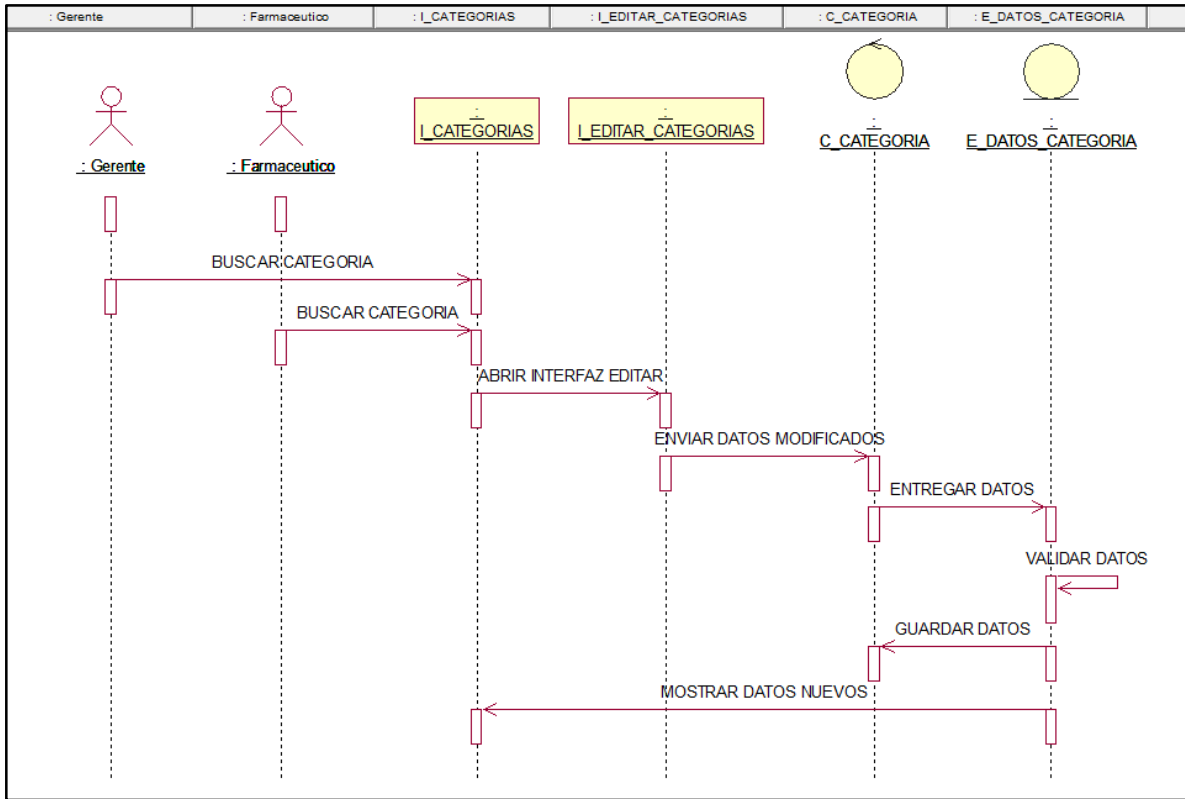 : Gerente
: Farmaceutico
: I_CATEGORIAS
: I_EDITAR_CATEGORIAS
: C_CATEGORIA
: E_DATOS_CATEGORIA
: Gerente
: Farmaceutico
:
I_CATEGORIAS
:
I_EDITAR_CATEGORIAS
:
C_CATEGORIA
:
E_DATOS_CATEGORIA
BUSCAR CATEGORIA
BUSCAR CATEGORIA
ABRIR INTERFAZ EDITAR
ENVIAR DATOS MODIFICADOS
ENTREGAR DATOS
VALIDAR DATOS
GUARDAR DATOS
MOSTRAR DATOS NUEVOS